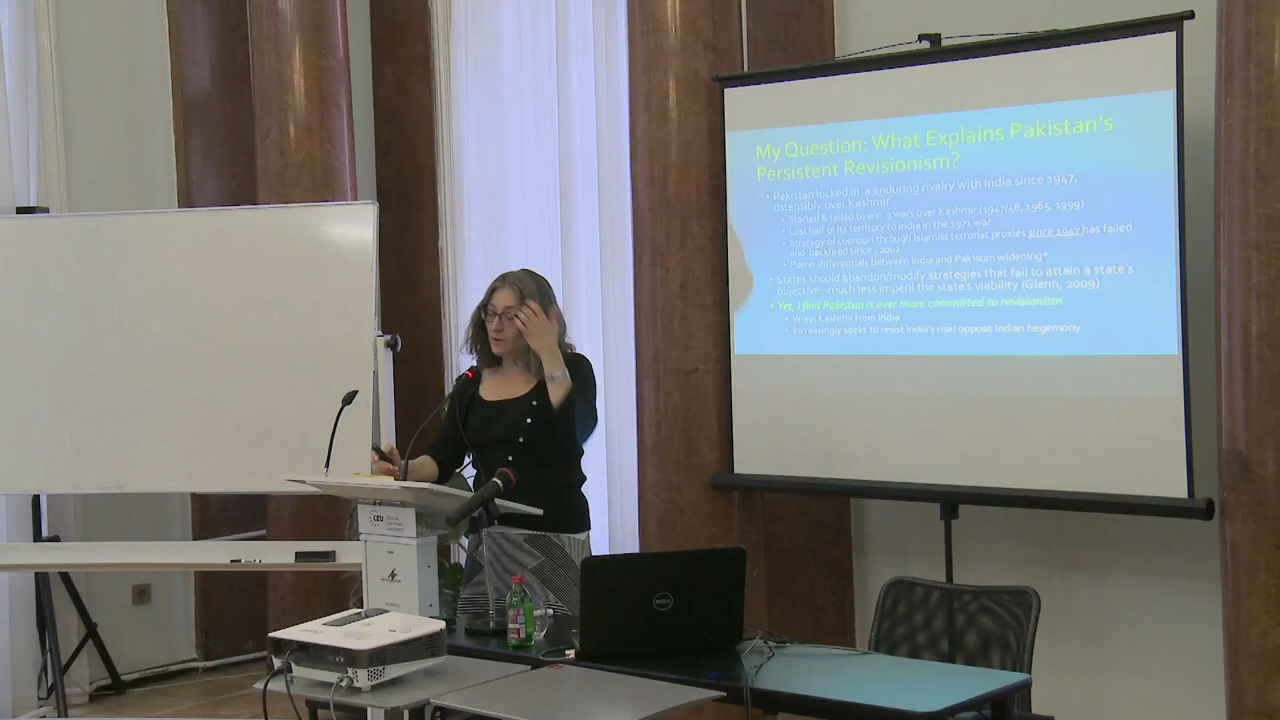 My Question: What Explains Pakistan's
Persistent Revisionism?
• Pakistan locked in a enduring rivalry with India since 1947,
ostensibly over Kashmir
• Started & failed to win 3 wars over Kashmir (1947/48, 1965, 1999)
• Lost half of its territory to India in the 1971 war
• Strategy of coercion through Islamist terrorist proxies since 1947 has failed
and backfired since ~2002
• Power differentials between India and Pakistan widening*
• States should abandon/modify strategies that fail to attain a state's
objective—much less imperil the state's viability (Glenn, 2009)
• Yet, I find Pakistan is ever more committed to revisionism
• Wrest Kashmir from India
• Increasingly seeks to resist India's rise/ oppose Indian hegemony
CEU
DELL